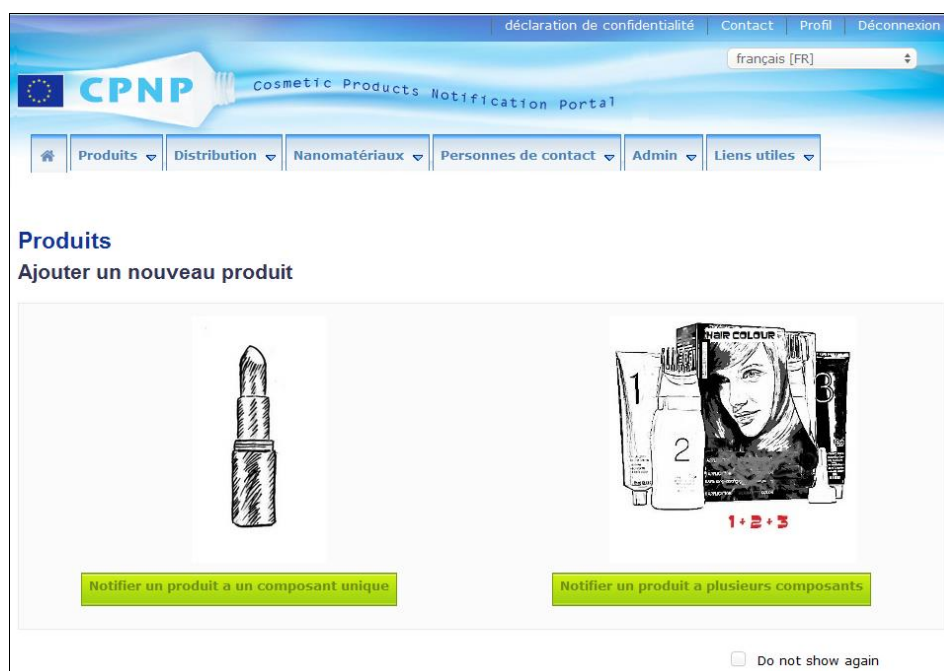 déclaration de confidentialité Contact Profil Déconnexion
français [FR]
CPNP Cosmetic Products Notification Portal
Produits Distribution Nanomatériaux Personnes de contact Admin Liens utiles
Produits
Ajouter un nouveau produit
HAIR COLOUR
1 2 3
1+2+3
Notifier un produit a un composant unique Notifier un produit a plusieurs composants
Do not show again